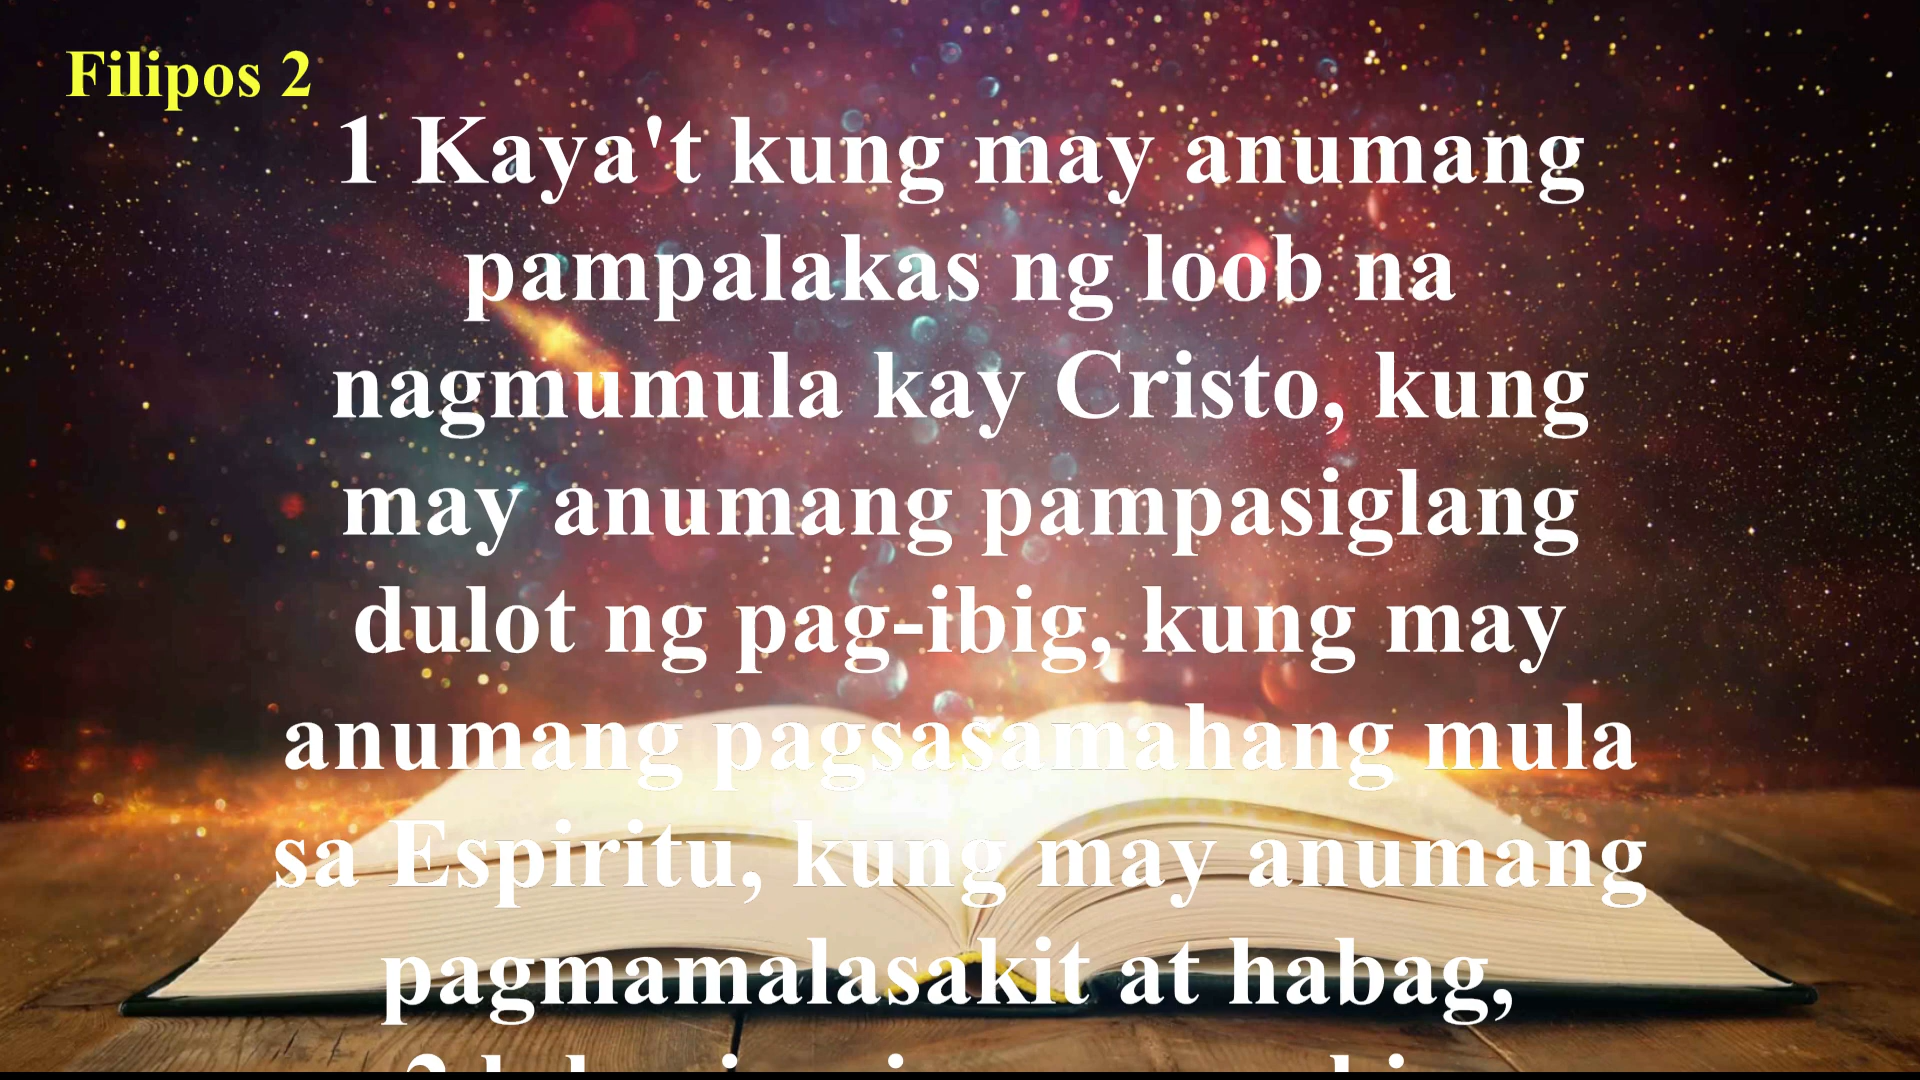 Filipos 2
1 Kaya't kung may anumang
pampalakas ng loob na
nagmumula kay Cristo, kung
may anumang pampasiglang
dulot ng pag-ibig, kung may
anumang pagsasamahang mula
sa Espiritu, kung may anumang
pagmamalasakit at habag,